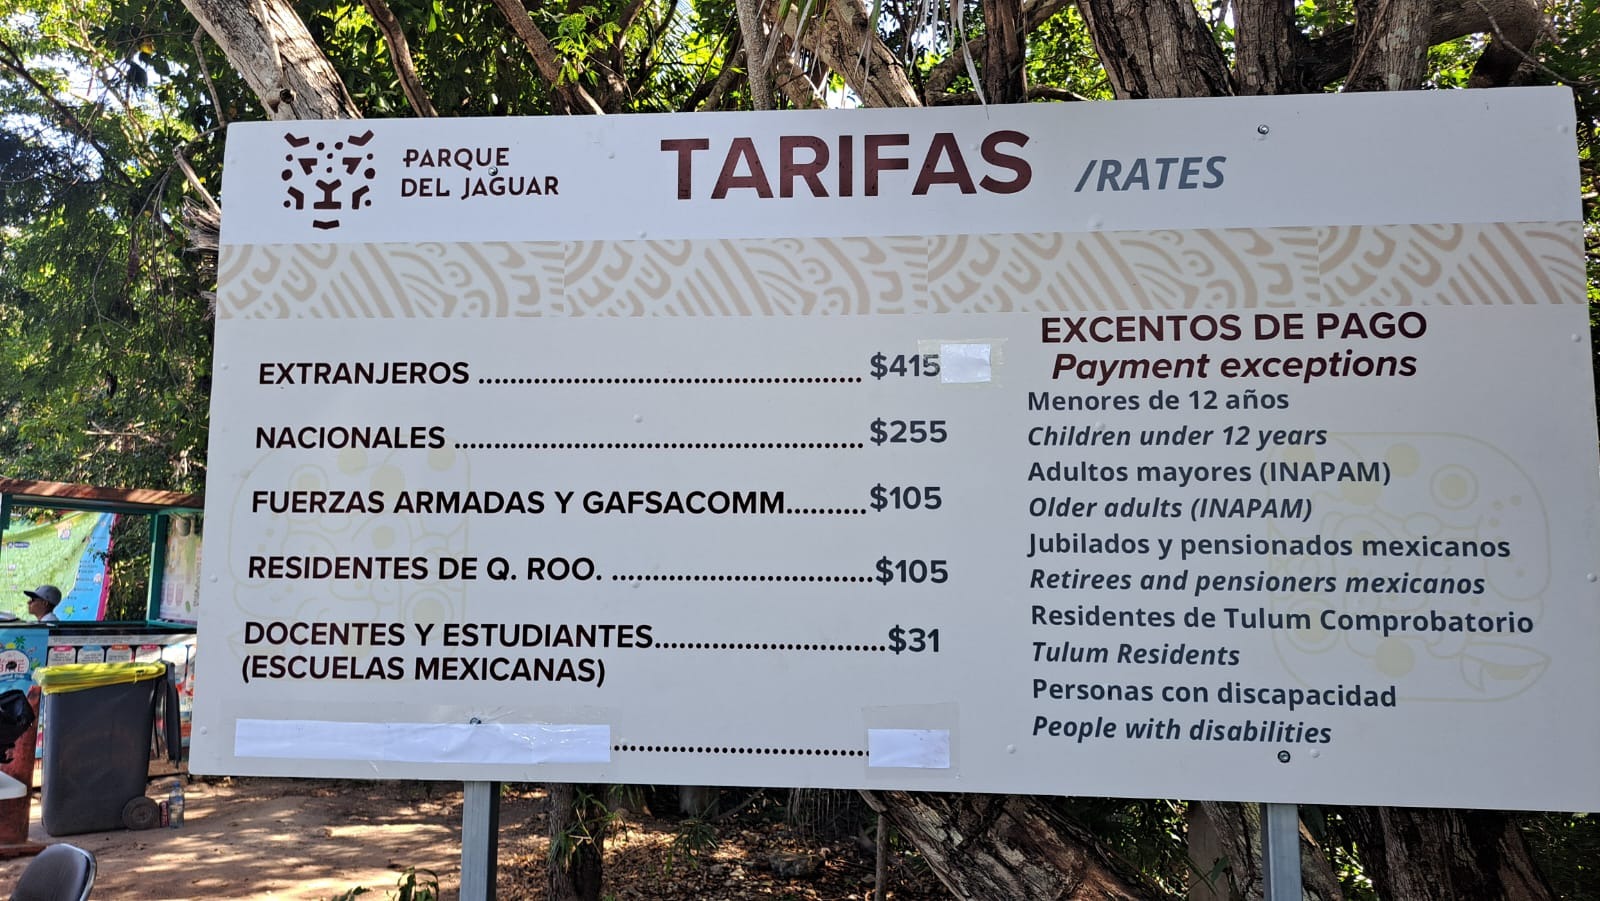 PARQUE
DEL JAGUAR
TARIFAS /RATES
EXTRANJEROS ............................................... $415
NACIONALES .................................................. $255
FUERZAS ARMADAS Y GAFSACOMM.......... $105
RESIDENTES DE Q. ROO. ................................ $105
DOCENTES Y ESTUDIANTES............................ $31
(ESCUELAS MEXICANAS)
EXCENTOS DE PAGO
Payment exceptions
Menores de 12 años
Children under 12 years
Adultos mayores (INAPAM)
Older adults (INAPAM)
Jubilados y pensionados mexicanos
Retirees and pensioners mexicanos
Residentes de Tulum Comprobatorio
Tulum Residents
Personas con discapacidad
People with disabilities